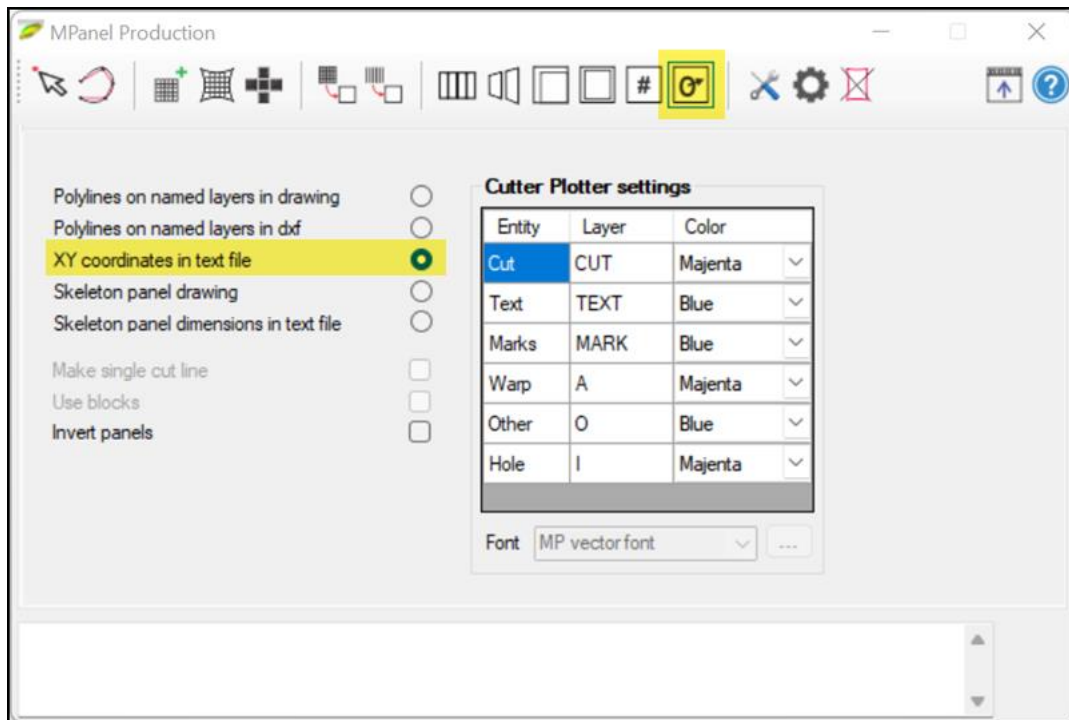 MPanel Production
#
?
Polylines on named layers in drawing
Polylines on named layers in dxf
XY coordinates in text file
Skeleton panel drawing
Skeleton panel dimensions in text file
Make single cut line
Use blocks
Invert panels
Cutter Plotter settings
Entity Layer Color
Cut CUT Majenta
Text TEXT Blue
Marks MARK Blue
Warp A Majenta
Other O Blue
Hole I Majenta
Font MP vector font ...